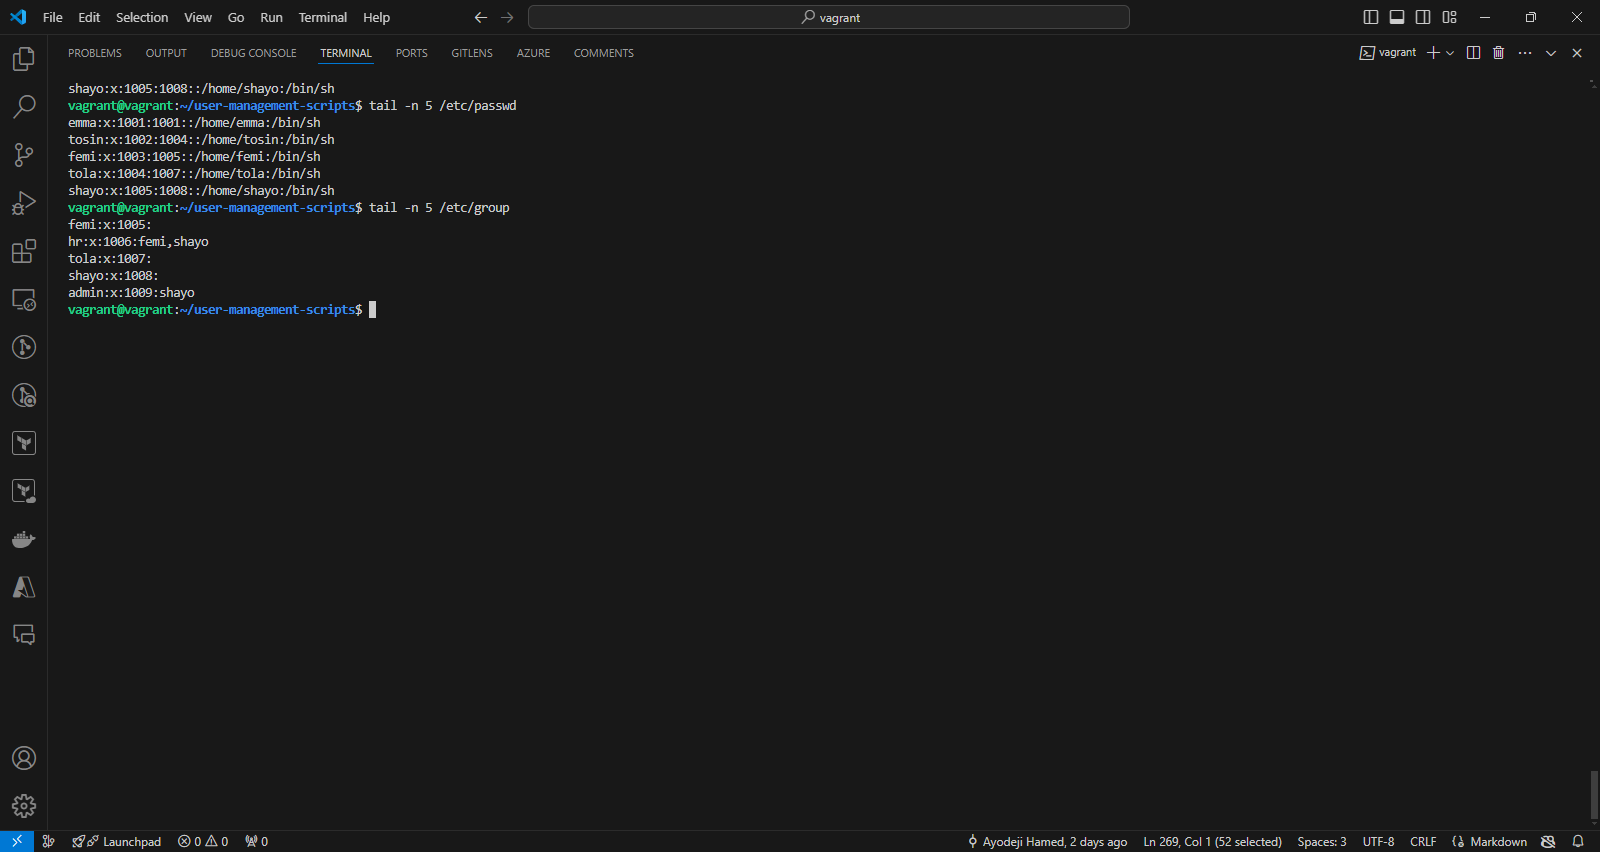 File Edit Selection View Go Run Terminal Help
vagrant
PROBLEMS OUTPUT DEBUG CONSOLE TERMINAL PORTS GITLENS AZURE COMMENTS
vagrant
shayo:x:1005:1008::/home/shayo:/bin/sh
vagrant@vagrant:~/user-management-scripts$ tail -n 5 /etc/passwd
emma:x:1001:1001::/home/emma:/bin/sh
tosin:x:1002:1004::/home/tosin:/bin/sh
femi:x:1003:1005::/home/femi:/bin/sh
tola:x:1004:1007::/home/tola:/bin/sh
shayo:x:1005:1008::/home/shayo:/bin/sh
vagrant@vagrant:~/user-management-scripts$ tail -n 5 /etc/group
femi:x:1005:
hr:x:1006:femi,shayo
tola:x:1007:
shayo:x:1008:
admin:x:1009:shayo
vagrant@vagrant:~/user-management-scripts$
Launchpad 0 0 0 Ayodeji Hamed, 2 days ago Ln 269, Col 1 (52 selected) Spaces: 3 UTF-8 CRLF Markdown